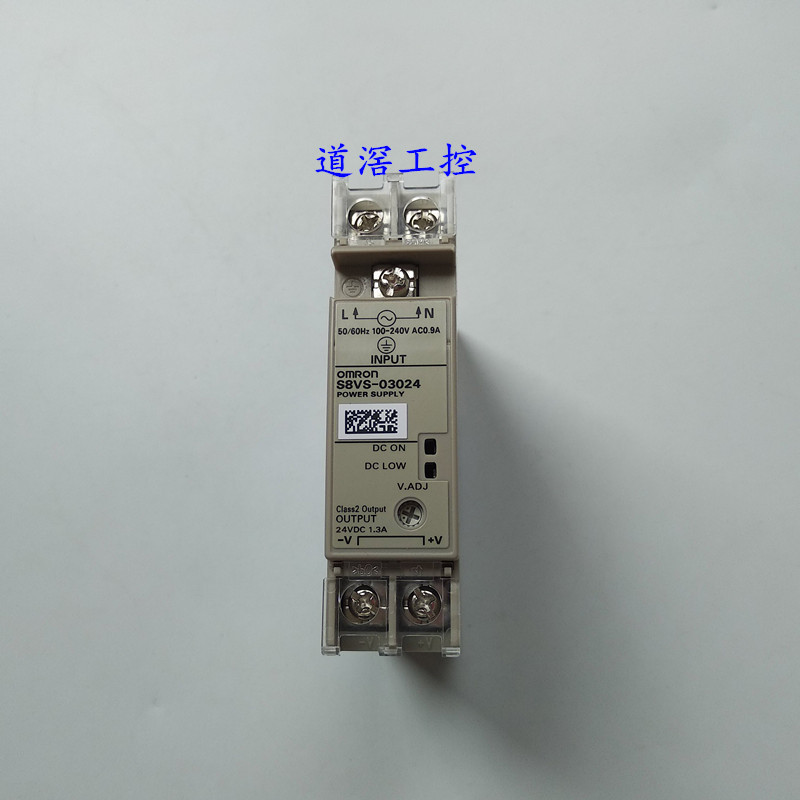 道滘工控
L N
50/60Hz 100-240V AC0.9A
INPUT
OMRON
S8VS-03024
POWER SUPPLY
DC ON
DC LOW
V.ADJ
Class2 Output
OUTPUT
24VDC 1.3A
-V +V
-V +V